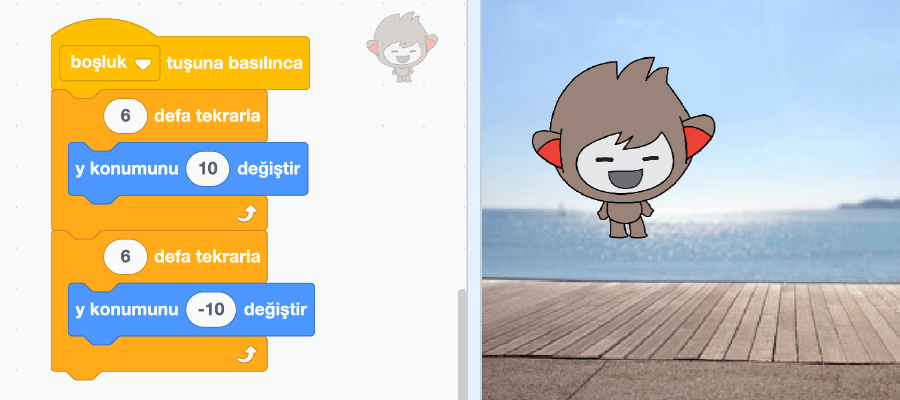 boşluk tuşuna basılınca
6 defa tekrarla
y konumunu 10 değiştir
6 defa tekrarla
y konumunu -10 değiştir